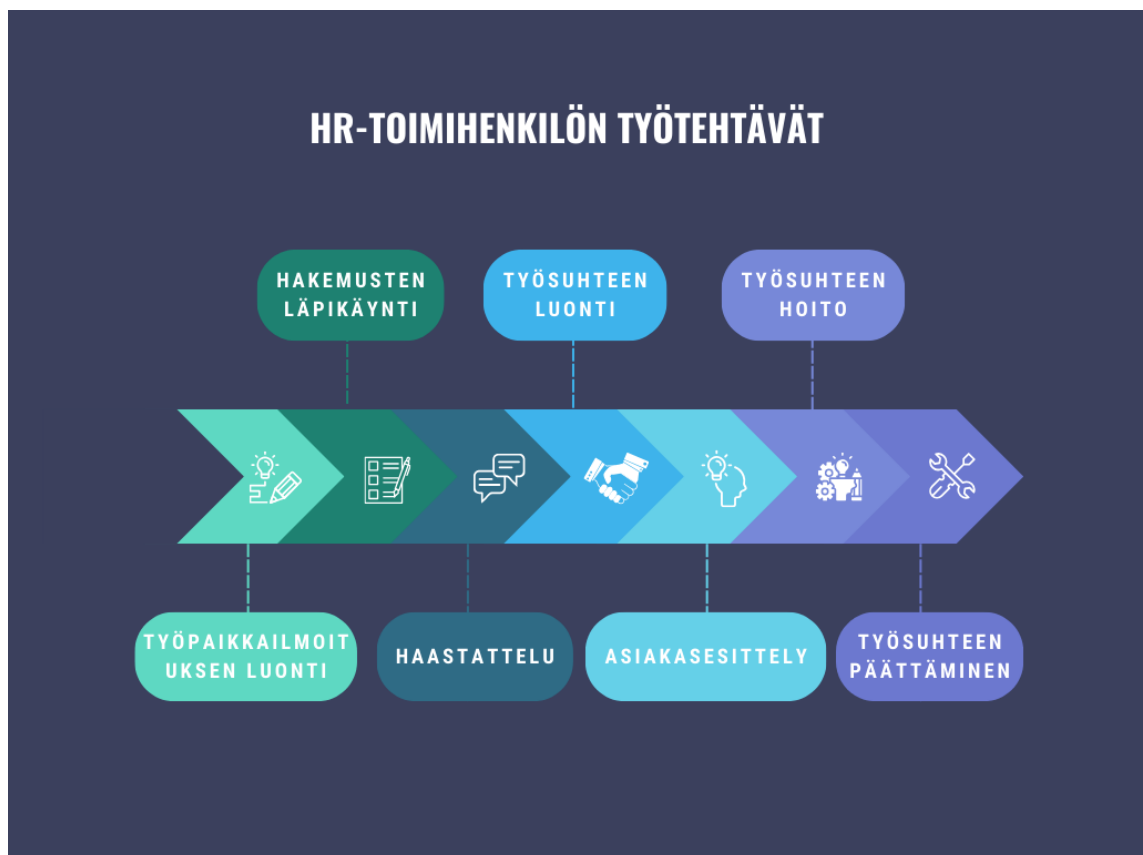 HR-TOIMIHENKILÖN TYÖTEHTÄVÄT
HAKEMUSTEN
LÄPIKÄYNTI
TYÖSUHTEEN
LUONTI
TYÖSUHTEEN
HOITO
TYÖPAIKKAILMOIT
UKSEN LUONTI
HAASTATTELU
ASIAKASESITTELY
TYÖSUHTEEN
PÄÄTTÄMINEN